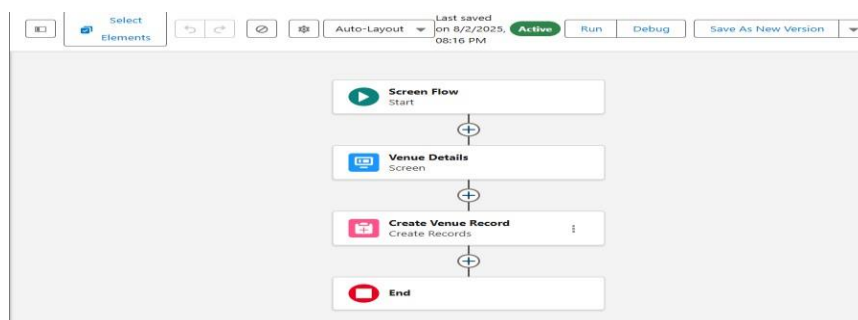 Select
Elements
Auto-Layout
Last saved
on 8/2/2025,
08:16 PM
Active
Run
Debug
Save As New Version
Screen Flow
Start
Venue Details
Screen
Create Venue Record
Create Records
End